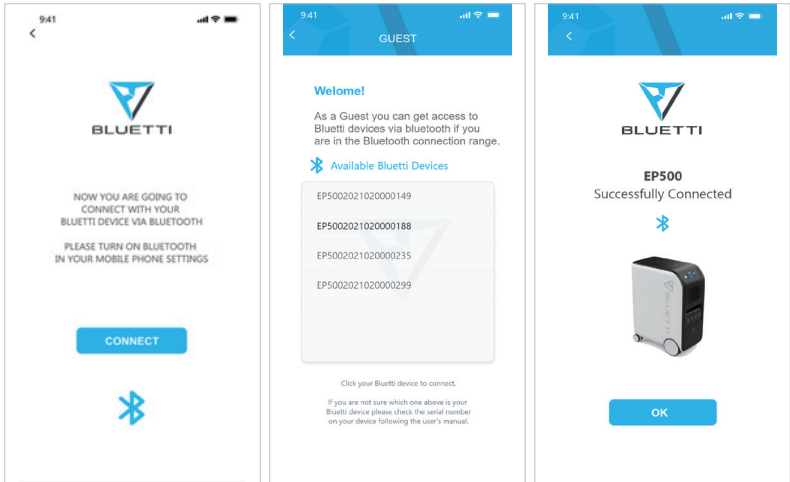 9:41
BLUETTI
NOW YOU ARE GOING TO
CONNECT WITH YOUR
BLUETTI DEVICE VIA BLUETOOTH
PLEASE TURN ON BLUETOOTH
IN YOUR MOBILE PHONE SETTINGS
CONNECT
9:41
GUEST
Welome!
As a Guest you can get access to
Bluetti devices via bluetooth if you
are in the Bluetooth connection range.
Available Bluetti Devices
EP5002021020000149
EP5002021020000188
EP5002021020000235
EP5002021020000299
Click your Bluetti device to connect.
If you are not sure which one above is your
Bluetti device please check the serial number
on your device following the user's manual.
9:41
BLUETTI
EP500
Successfully Connected
BLUETTI
OK